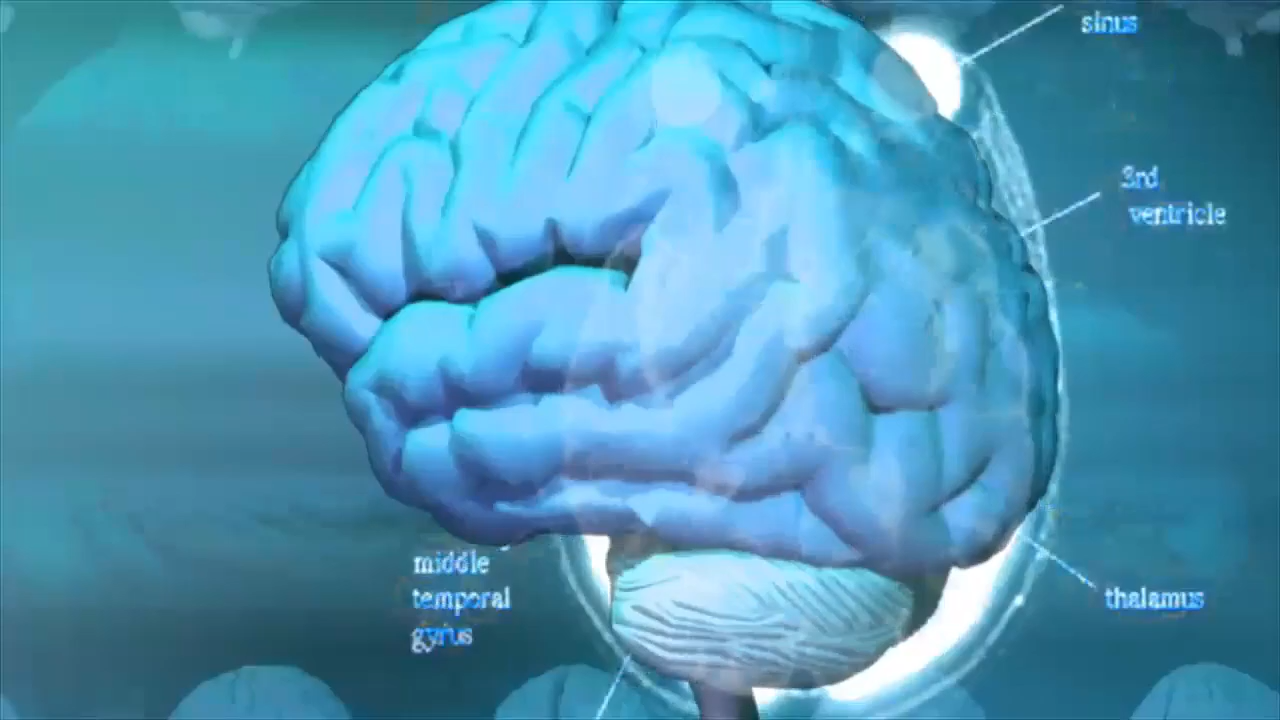 sinus
3rd
ventricle
middle
temporal
gyrus
thalamus